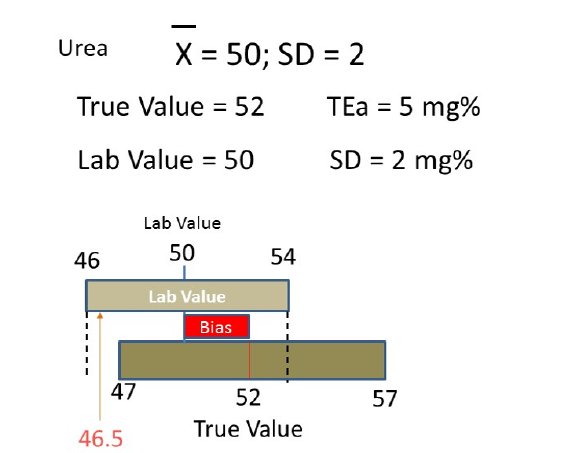 Urea
X̅ = 50; SD = 2
True Value = 52
TEa = 5 mg%
Lab Value = 50
SD = 2 mg%
Lab Value
46
50
54
Lab Value
Bias
47
52
57
46.5
True Value